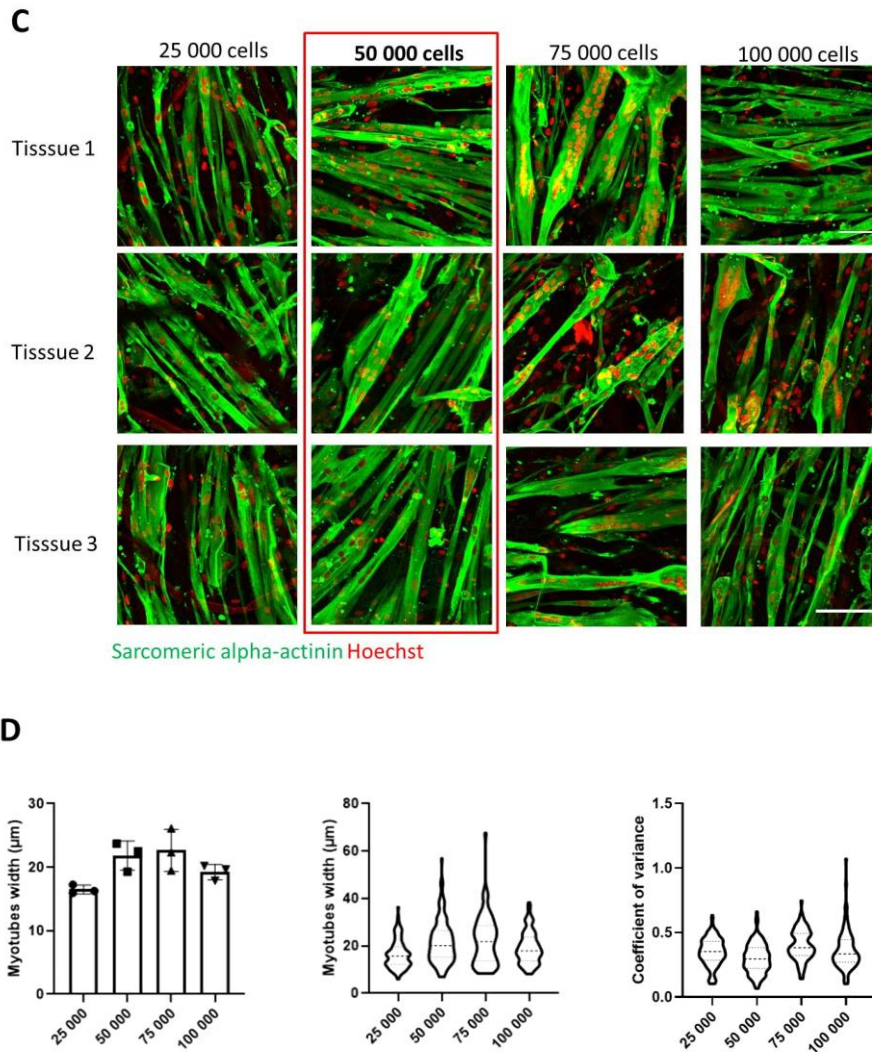 C
25 000 cells 50 000 cells 75 000 cells 100 000 cells
Tisssue 1
Tisssue 2
Tisssue 3
Sarcomeric alpha-actinin Hoechst
D
Myotubes width (µm)
30
20
10
0
25 000 50 000 75 000 100 000
Myotubes width (µm)
80
60
40
20
0
25 000 50 000 75 000 100 000
Coefficient of variance
1.5
1.0
0.5
0.0
25 000 50 000 75 000 100 000